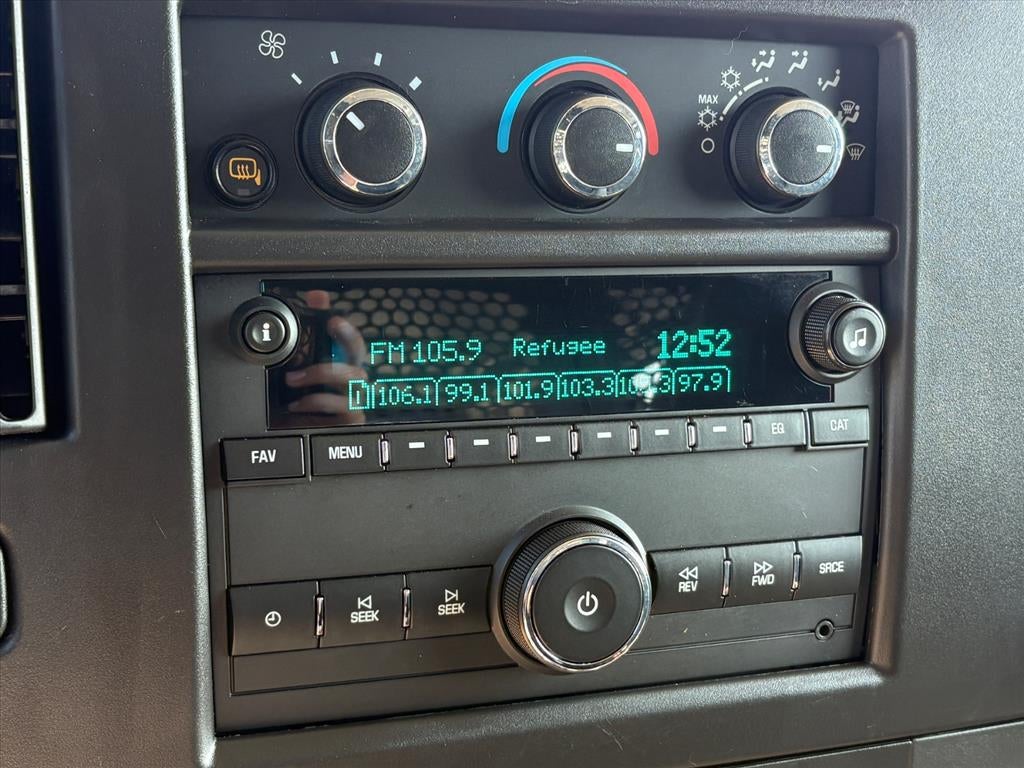 MAX
i
FM 105.9 Refugee 12:52
1 106.1 99.1 101.9 103.3 97.9
FAV MENU EQ CAT
SEEK SEEK REV FWD SRCE